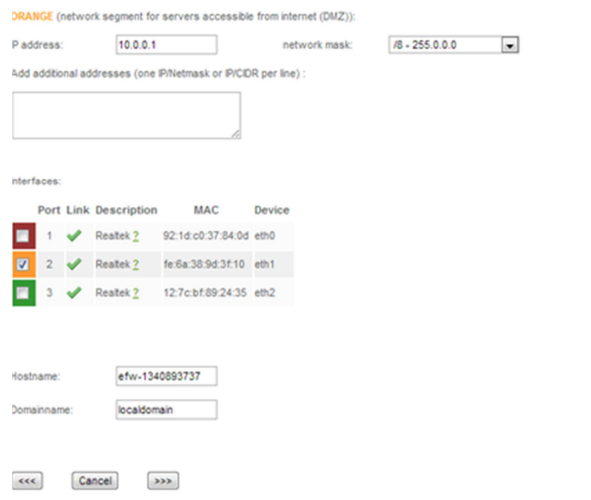 ORANGE (network segment for servers accessible from internet (DMZ)):
IP address: 10.0.0.1 network mask: /8 - 255.0.0.0
Add additional addresses (one IP/Netmask or IP/CIDR per line) :
Interfaces:
Port Link Description MAC Device
1 Realtek ? 92:1d:c0:37:84:0d eth0
2 Realtek ? fe:6a:38:9d:3f:10 eth1
3 Realtek ? 12:7c:bf:89:24:35 eth2
Hostname: efw-1340893737
Domainname: localdomain
<<< Cancel >>>